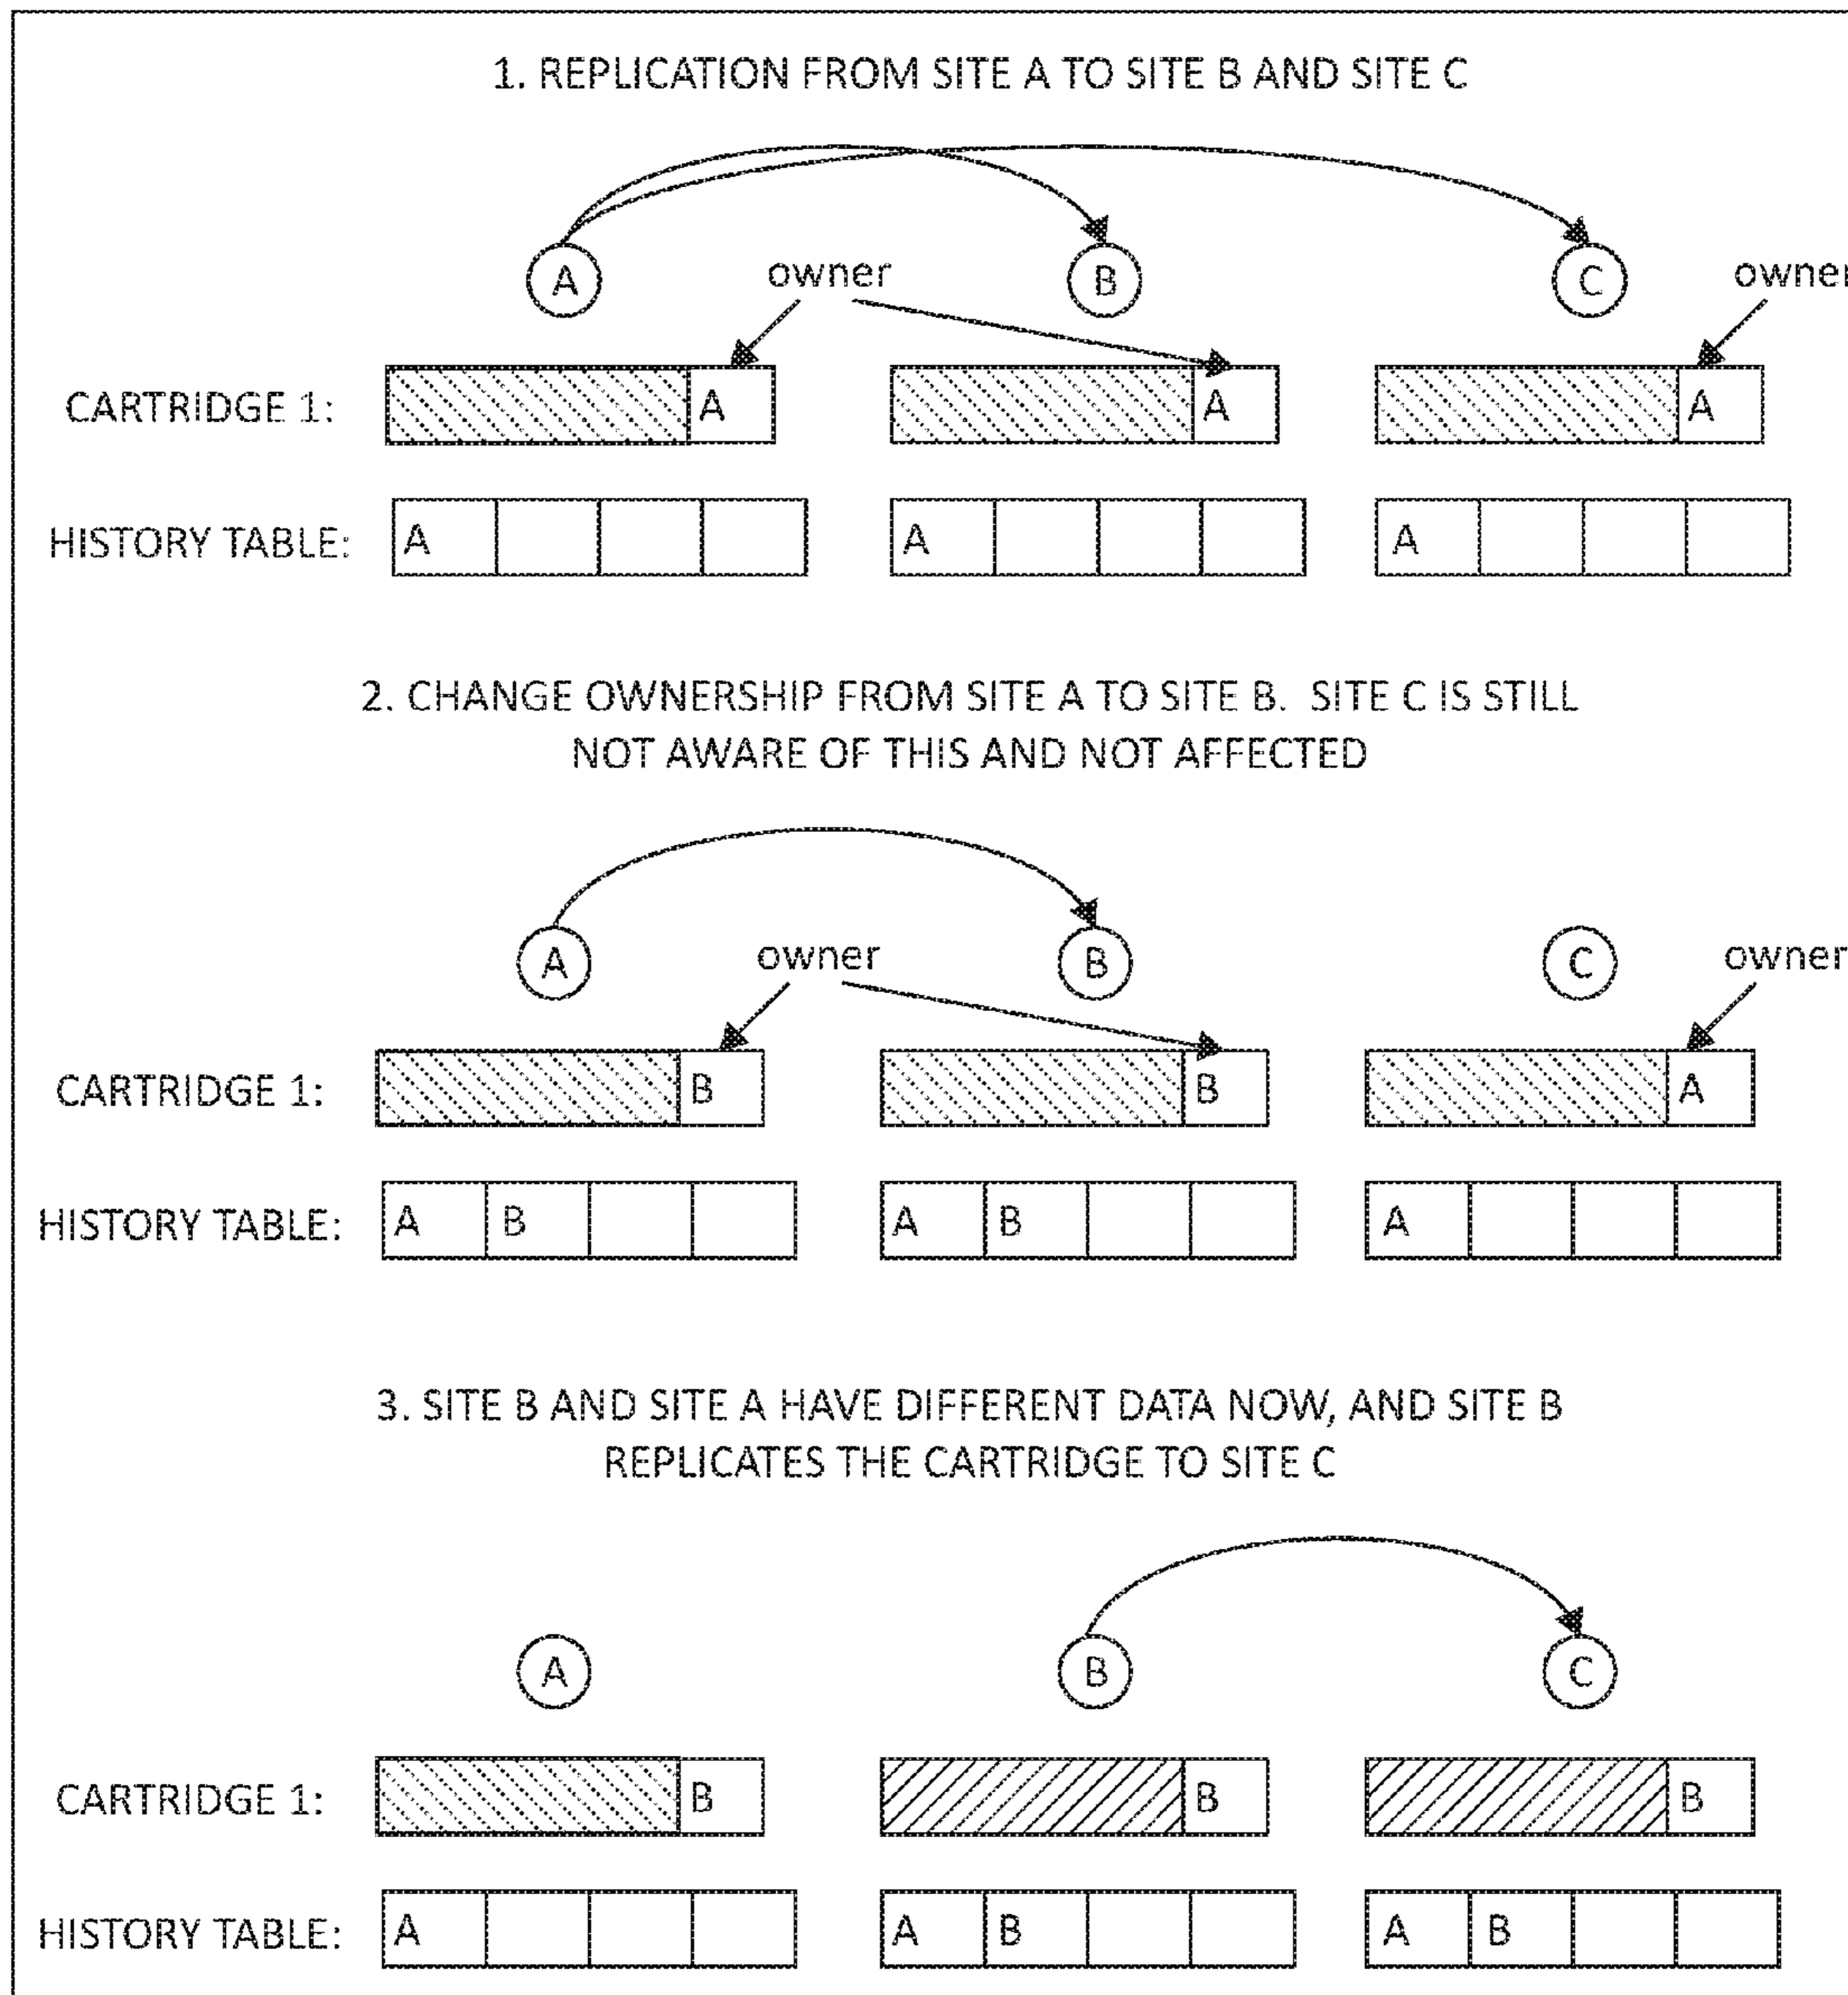 1. REPLICATION FROM SITE A TO SITE B AND SITE C
A owner B C owner
CARTRIDGE 1: A A A
HISTORY TABLE: A A A
2. CHANGE OWNERSHIP FROM SITE A TO SITE B. SITE C IS STILL
NOT AWARE OF THIS AND NOT AFFECTED
A owner B C owner
CARTRIDGE 1: B B A
HISTORY TABLE: A B A B A
3. SITE B AND SITE A HAVE DIFFERENT DATA NOW, AND SITE B
REPLICATES THE CARTRIDGE TO SITE C
A B C
CARTRIDGE 1: B B B
HISTORY TABLE: A A B A B